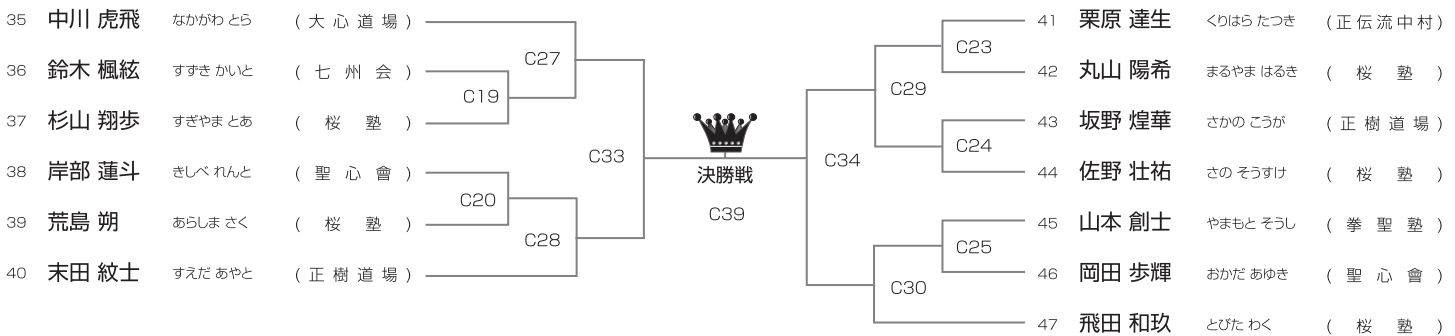 35 中川 虎飛 なかがわ とら (大心道場)
36 鈴木 楓絃 すずき かいと (七州会)
37 杉山 翔歩 すぎやま とあ (桜塾)
38 岸部 蓮斗 きしべ れんと (聖心會)
39 荒島 朔 あらしま さく (桜塾)
40 末田 紋士 すえだ あやと (正樹道場)
C27
C19
C33
C20
C28
決勝戦
C39
C34
C23
C29
C24
C25
C30
41 栗原 達生 くりはら たつき (正伝流中村)
42 丸山 陽希 まるやま はるき (桜塾)
43 坂野 煌華 さかの こうが (正樹道場)
44 佐野 壮祐 さの そうすけ (桜塾)
45 山本 創士 やまもと そうし (拳聖塾)
46 岡田 歩輝 おかだ あゆき (聖心會)
47 飛田 和玖 とびた わく (桜塾)